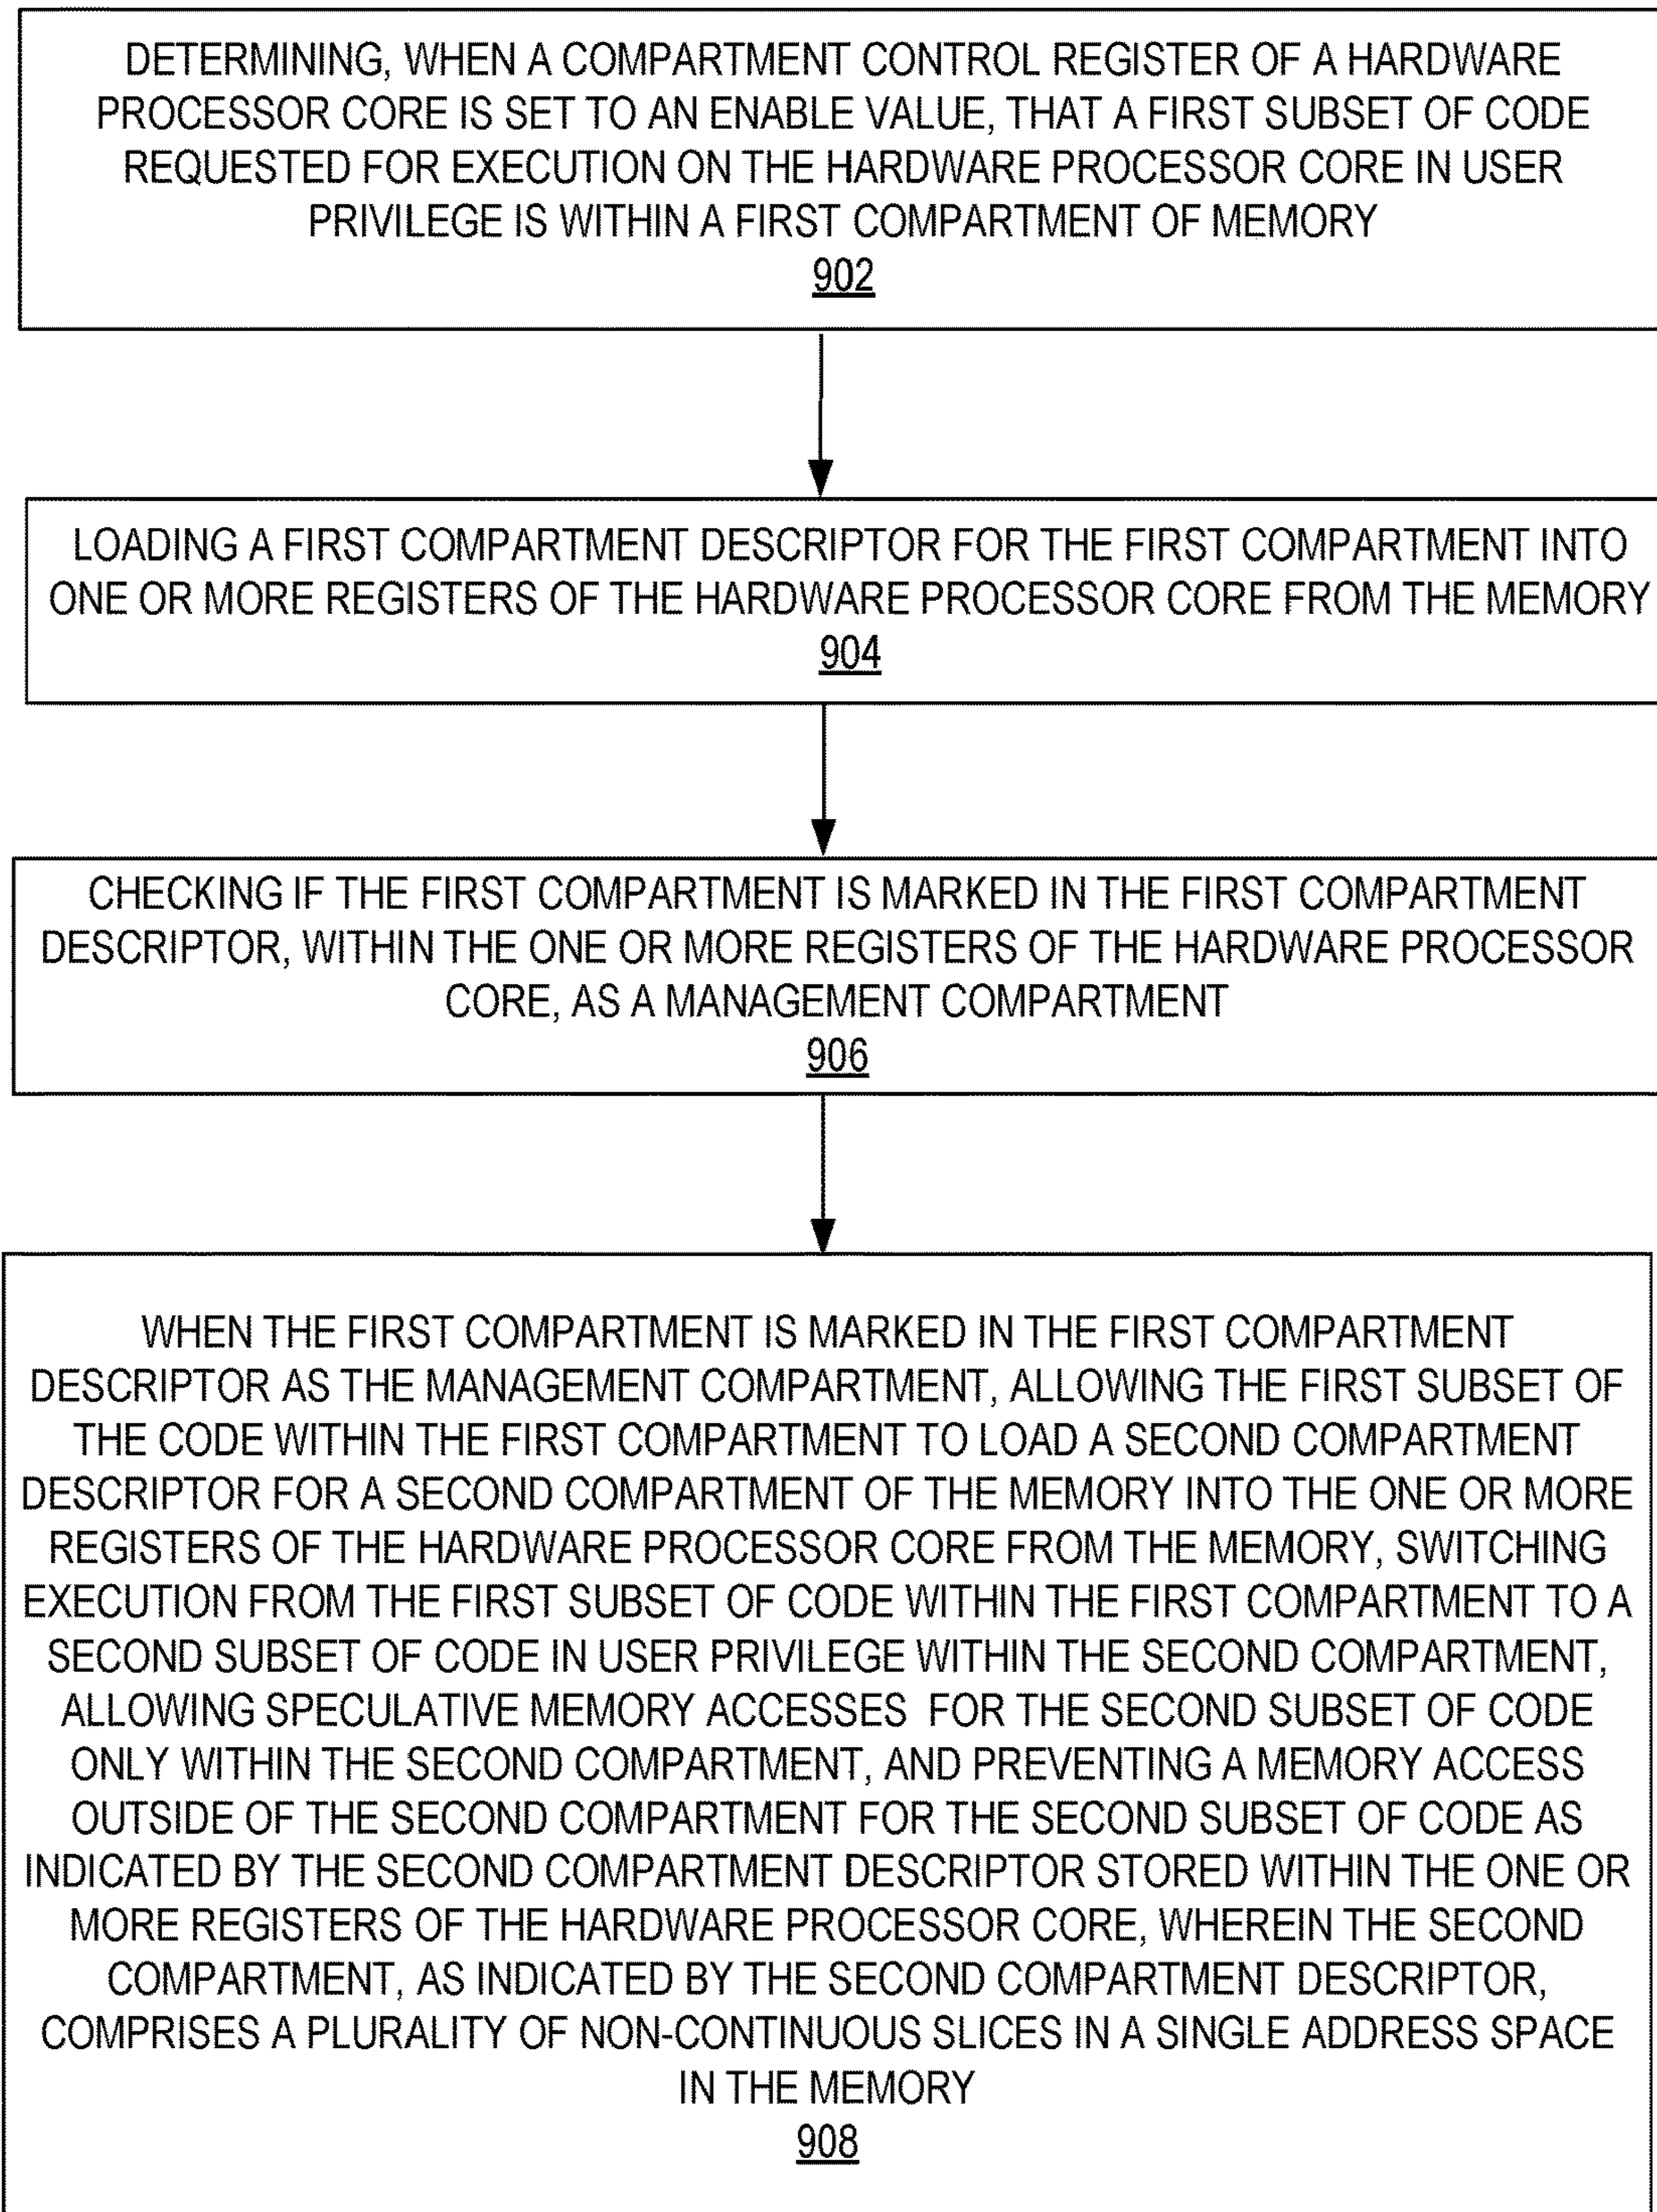 DETERMINING, WHEN A COMPARTMENT CONTROL REGISTER OF A HARDWARE
PROCESSOR CORE IS SET TO AN ENABLE VALUE, THAT A FIRST SUBSET OF CODE
REQUESTED FOR EXECUTION ON THE HARDWARE PROCESSOR CORE IN USER
PRIVILEGE IS WITHIN A FIRST COMPARTMENT OF MEMORY
902
LOADING A FIRST COMPARTMENT DESCRIPTOR FOR THE FIRST COMPARTMENT INTO
ONE OR MORE REGISTERS OF THE HARDWARE PROCESSOR CORE FROM THE MEMORY
904
CHECKING IF THE FIRST COMPARTMENT IS MARKED IN THE FIRST COMPARTMENT
DESCRIPTOR, WITHIN THE ONE OR MORE REGISTERS OF THE HARDWARE PROCESSOR
CORE, AS A MANAGEMENT COMPARTMENT
906
WHEN THE FIRST COMPARTMENT IS MARKED IN THE FIRST COMPARTMENT
DESCRIPTOR AS THE MANAGEMENT COMPARTMENT, ALLOWING THE FIRST SUBSET OF
THE CODE WITHIN THE FIRST COMPARTMENT TO LOAD A SECOND COMPARTMENT
DESCRIPTOR FOR A SECOND COMPARTMENT OF THE MEMORY INTO THE ONE OR MORE
REGISTERS OF THE HARDWARE PROCESSOR CORE FROM THE MEMORY, SWITCHING
EXECUTION FROM THE FIRST SUBSET OF CODE WITHIN THE FIRST COMPARTMENT TO A
SECOND SUBSET OF CODE IN USER PRIVILEGE WITHIN THE SECOND COMPARTMENT,
ALLOWING SPECULATIVE MEMORY ACCESSES FOR THE SECOND SUBSET OF CODE
ONLY WITHIN THE SECOND COMPARTMENT, AND PREVENTING A MEMORY ACCESS
OUTSIDE OF THE SECOND COMPARTMENT FOR THE SECOND SUBSET OF CODE AS
INDICATED BY THE SECOND COMPARTMENT DESCRIPTOR STORED WITHIN THE ONE OR
MORE REGISTERS OF THE HARDWARE PROCESSOR CORE, WHEREIN THE SECOND
COMPARTMENT, AS INDICATED BY THE SECOND COMPARTMENT DESCRIPTOR,
COMPRISES A PLURALITY OF NON-CONTINUOUS SLICES IN A SINGLE ADDRESS SPACE
IN THE MEMORY
908